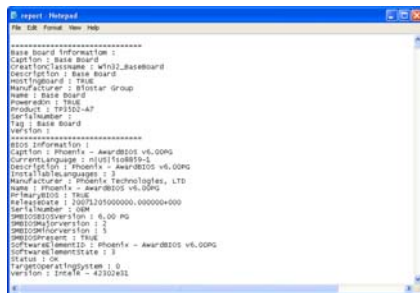 report - Notepad
File Edit Format View Help
==============================
Base board information :
Caption : Base Board
CreationClassName : Win32_BaseBoard
Description : Base Board
HostingBoard : TRUE
Manufacturer : Biostar Group
Name : Base Board
PoweredOn : TRUE
Product : TP35D2-A7
SerialNumber :
Tag : Base Board
Version :
==============================
BIOS Information :
Caption : Phoenix - AwardBIOS v6.00PG
CurrentLanguage : n|US|iso8859-1
Description : Phoenix - AwardBIOS v6.00PG
InstallableLanguages : 3
Manufacturer : Phoenix Technologies, LTD
Name : Phoenix - AwardBIOS v6.00PG
PrimaryBIOS : TRUE
ReleaseDate : 20071205000000.000000+000
SerialNumber : OEM
SMBIOSBIOSVersion : 6.00 PG
SMBIOSMajorVersion : 2
SMBIOSMinorVersion : 5
SMBIOSPresent : TRUE
SoftwareElementID : Phoenix - AwardBIOS v6.00PG
SoftwareElementState : 3
Status : OK
TargetOperatingSystem : 0
Version : IntelR - 42302e31